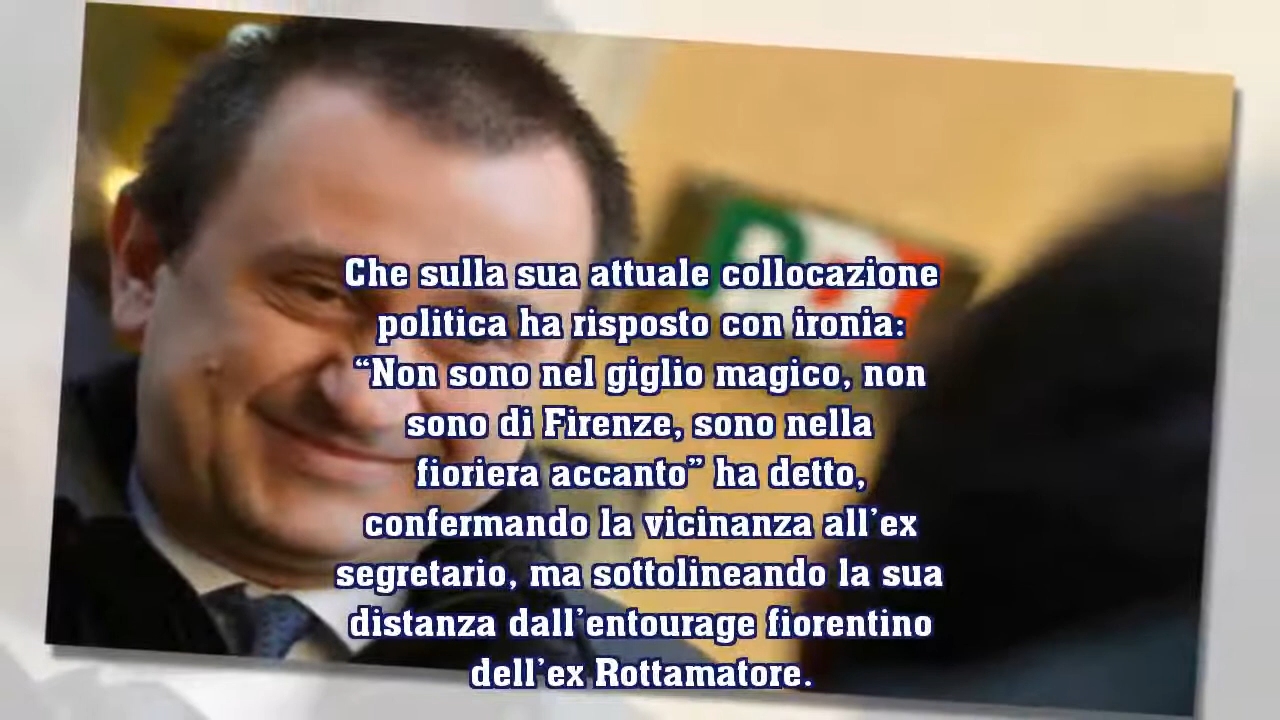 Che sulla sua attuale collocazione
politica ha risposto con ironia:
“Non sono nel giglio magico, non
sono di Firenze, sono nella
fioriera accanto” ha detto,
confermando la vicinanza all’ex
segretario, ma sottolineando la sua
distanza dall’entourage fiorentino
dell’ex Rottamatore.